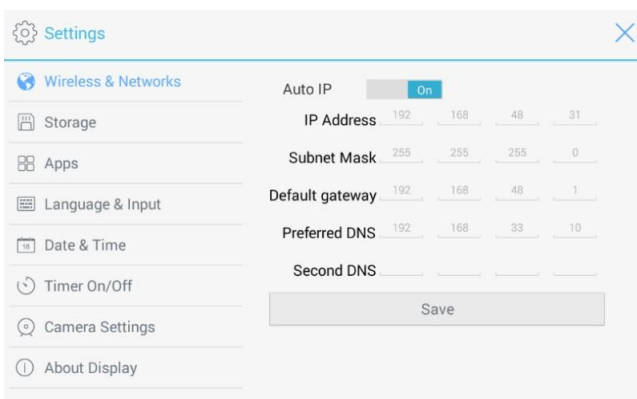 Settings
Wireless & Networks
Storage
Apps
Language & Input
18
Date & Time
Timer On/Off
Camera Settings
About Display
Auto IP On
IP Address 192 168 48 31
Subnet Mask 255 255 255 0
Default gateway 192 168 48 1
Preferred DNS 192 168 33 10
Second DNS
Save